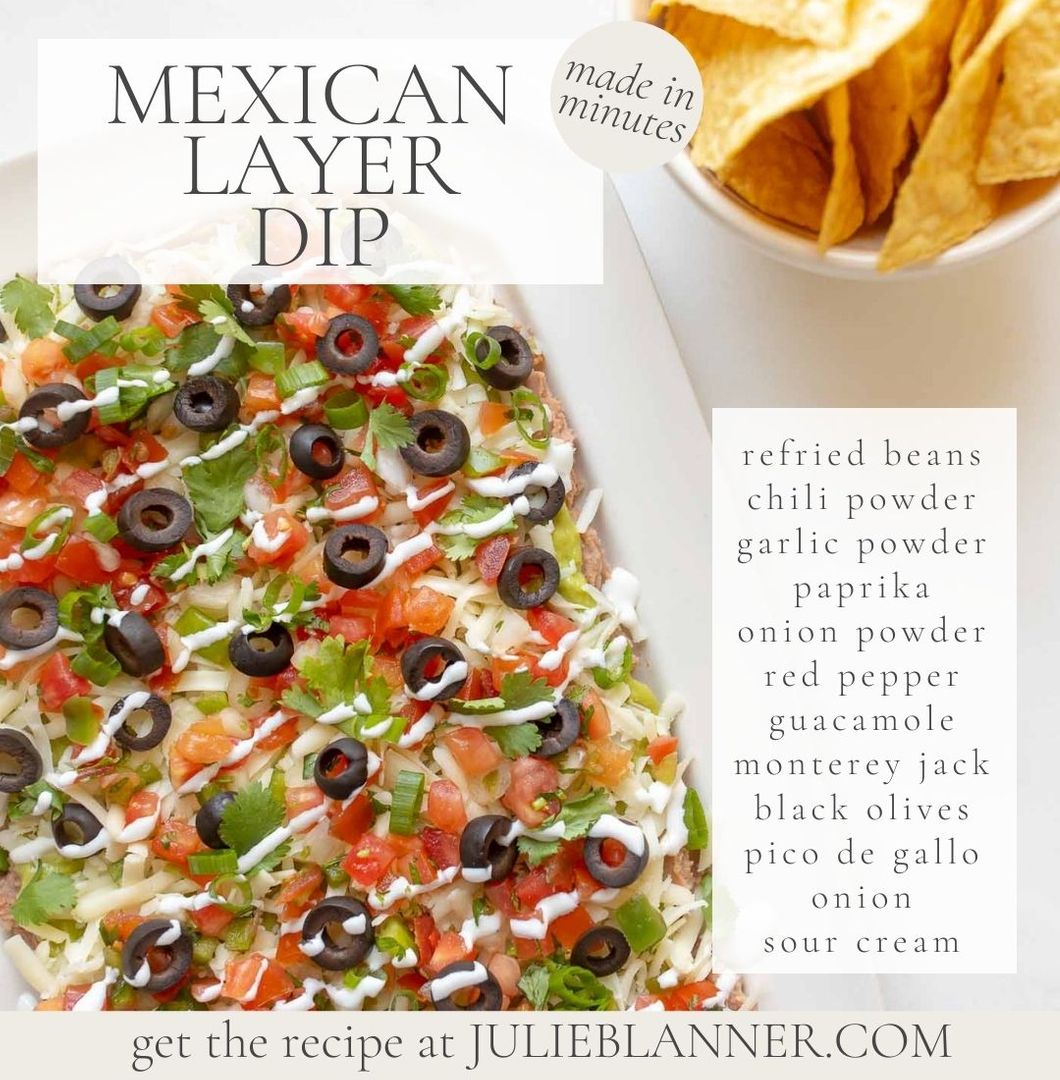 MEXICAN
LAYER
DIP
made in
minutes
refried beans
chili powder
garlic powder
paprika
onion powder
red pepper
guacamole
monterey jack
black olives
pico de gallo
onion
sour cream
get the recipe at JULIEBLANNER.COM